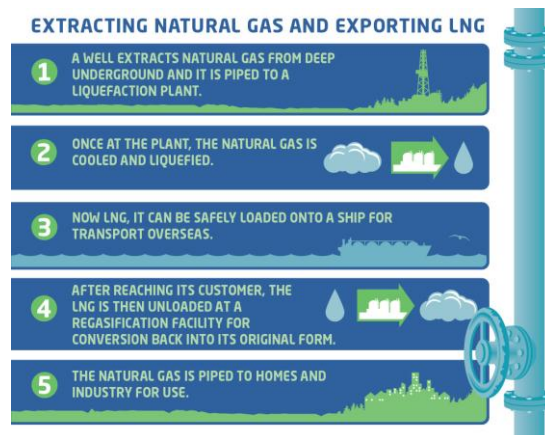 EXTRACTING NATURAL GAS AND EXPORTING LNG
1
A WELL EXTRACTS NATURAL GAS FROM DEEP
UNDERGROUND AND IT IS PIPED TO A
LIQUEFACTION PLANT.
2
ONCE AT THE PLANT, THE NATURAL GAS IS
COOLED AND LIQUEFIED.
3
NOW LNG, IT CAN BE SAFELY LOADED ONTO A SHIP FOR
TRANSPORT OVERSEAS.
4
AFTER REACHING ITS CUSTOMER, THE
LNG IS THEN UNLOADED AT A
REGASIFICATION FACILITY FOR
CONVERSION BACK INTO ITS ORIGINAL FORM.
5
THE NATURAL GAS IS PIPED TO HOMES AND
INDUSTRY FOR USE.